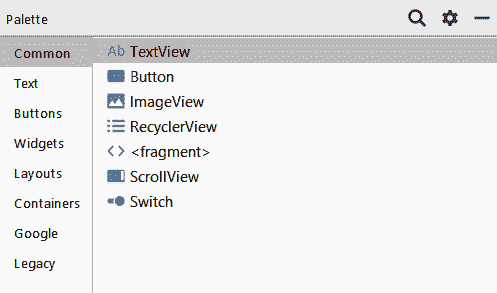 Palette
Common
Text
Buttons
Widgets
Layouts
Containers
Google
Legacy
Ab TextView
Button
ImageView
RecyclerView
<fragment>
ScrollView
Switch